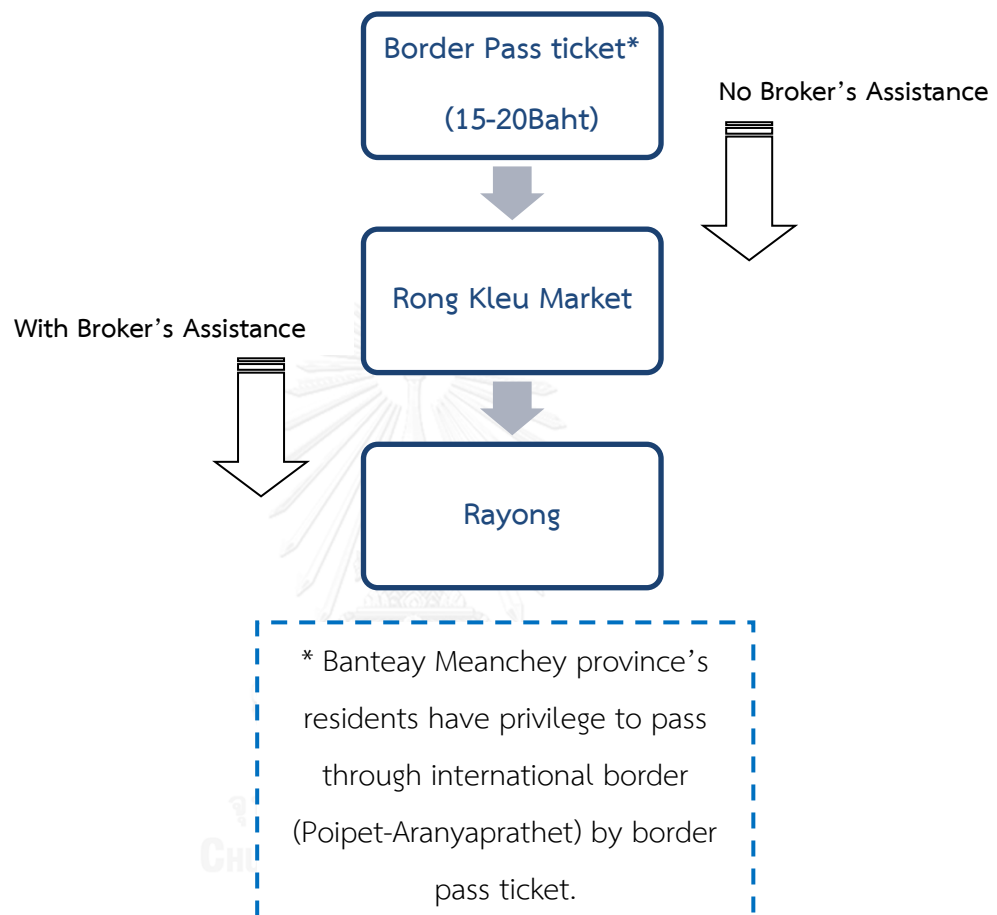 Border Pass ticket*
(15-20Baht)
No Broker’s Assistance
Rong Kleu Market
With Broker’s Assistance
Rayong
* Banteay Meanchey province’s
residents have privilege to pass
through international border
(Poipet-Aranyaprathet) by border
pass ticket.